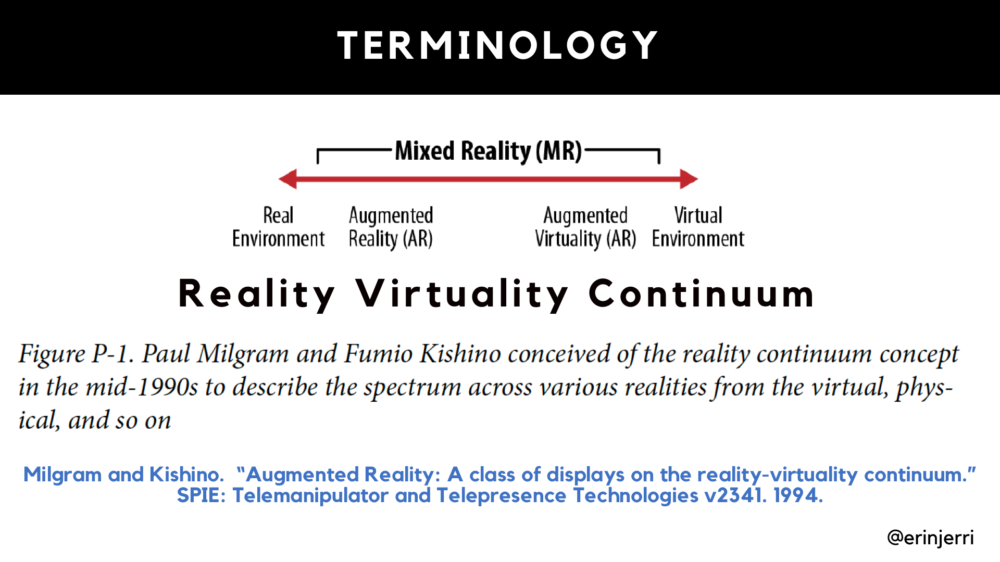 TERMINOLOGY
Mixed Reality (MR)
Real
Environment
Augmented
Reality (AR)
Augmented
Virtuality (AR)
Virtual
Environment
Reality Virtuality Continuum
Figure P-1. Paul Milgram and Fumio Kishino conceived of the reality continuum concept
in the mid-1990s to describe the spectrum across various realities from the virtual, phys-
ical, and so on
Milgram and Kishino.  “Augmented Reality: A class of displays on the reality-virtuality continuum.”
SPIE: Telemanipulator and Telepresence Technologies v2341. 1994.
@erinjerri